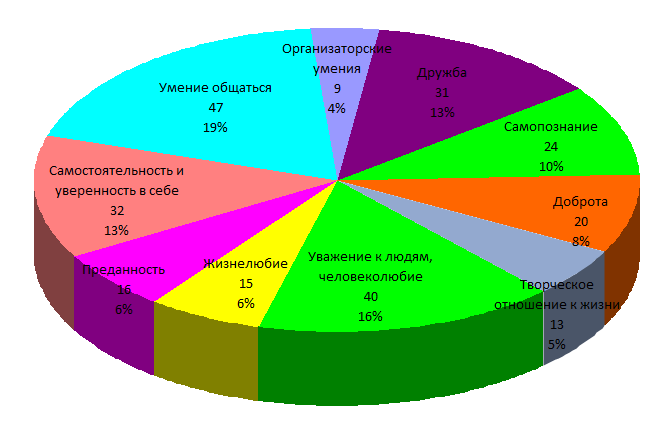 Организаторские
умения
9
4%
Дружба
31
13%
Самопознание
24
10%
Доброта
20
8%
Творческое
отношение к жизни
13
5%
Уважение к людям,
человеколюбие
40
16%
Жизнелюбие
15
6%
Преданность
16
6%
Самостоятельность и
уверенность в себе
32
13%
Умение общаться
47
19%